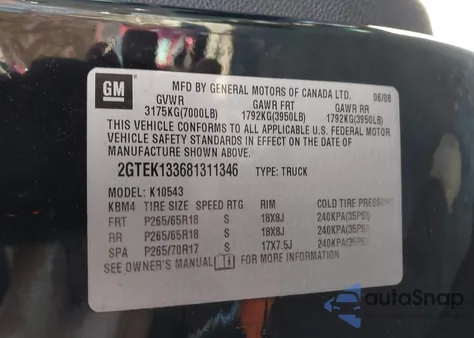 GM
MFD BY GENERAL MOTORS OF CANADA LTD. 06/08
GVWR GAWR FRT GAWR RR
3175KG(7000LB) 1792KG(3950LB) 1792KG(3950LB)
THIS VEHICLE CONFORMS TO ALL APPLICABLE U.S. FEDERAL MOTOR
VEHICLE SAFETY STANDARDS IN EFFECT ON THE DATE OF
MANUFACTURE SHOWN ABOVE.
2GTEK133681311346 TYPE: TRUCK
MODEL: K10543
KBM4 TIRE SIZE SPEED RTG RIM COLD TIRE PRESSURE
FRT P265/65R18 S 18X8J 240KPA(35PSI)
RR P265/65R18 S 18X8J 240KPA(35PSI)
SPA P265/70R17 S 17X7.5J 240KPA(35PSI)
SEE OWNER'S MANUAL FOR MORE INFORMATION
autoSnap